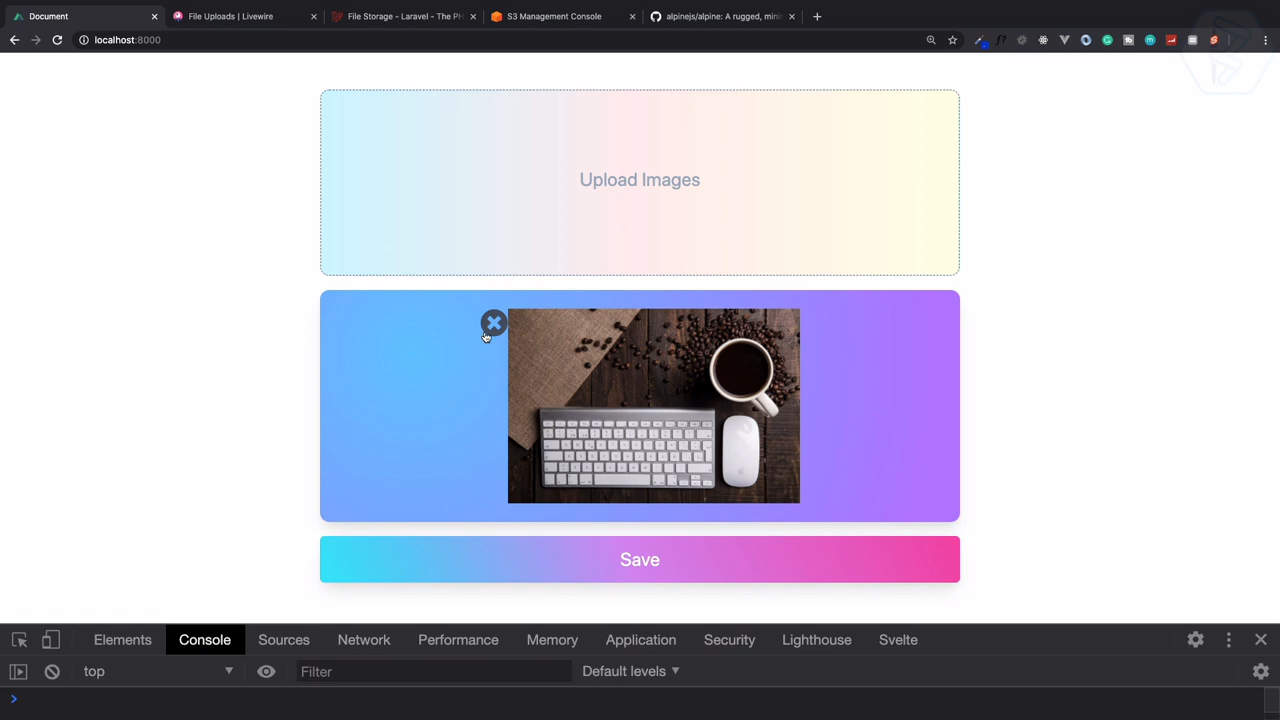 Document
File Uploads | Livewire
File Storage - Laravel - The PH
S3 Management Console
alpinejs/alpine: A rugged, mini
localhost:8000
Upload Images
Save
Elements
Console
Sources
Network
Performance
Memory
Application
Security
Lighthouse
Svelte
top
Filter
Default levels